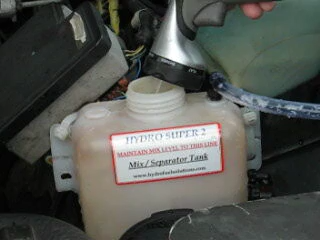 HYDRO SUPER 2
MAINTAIN MIX LEVEL TO THIS LINE
Mix / Separator Tank
www.hydrofuelsolutions.com